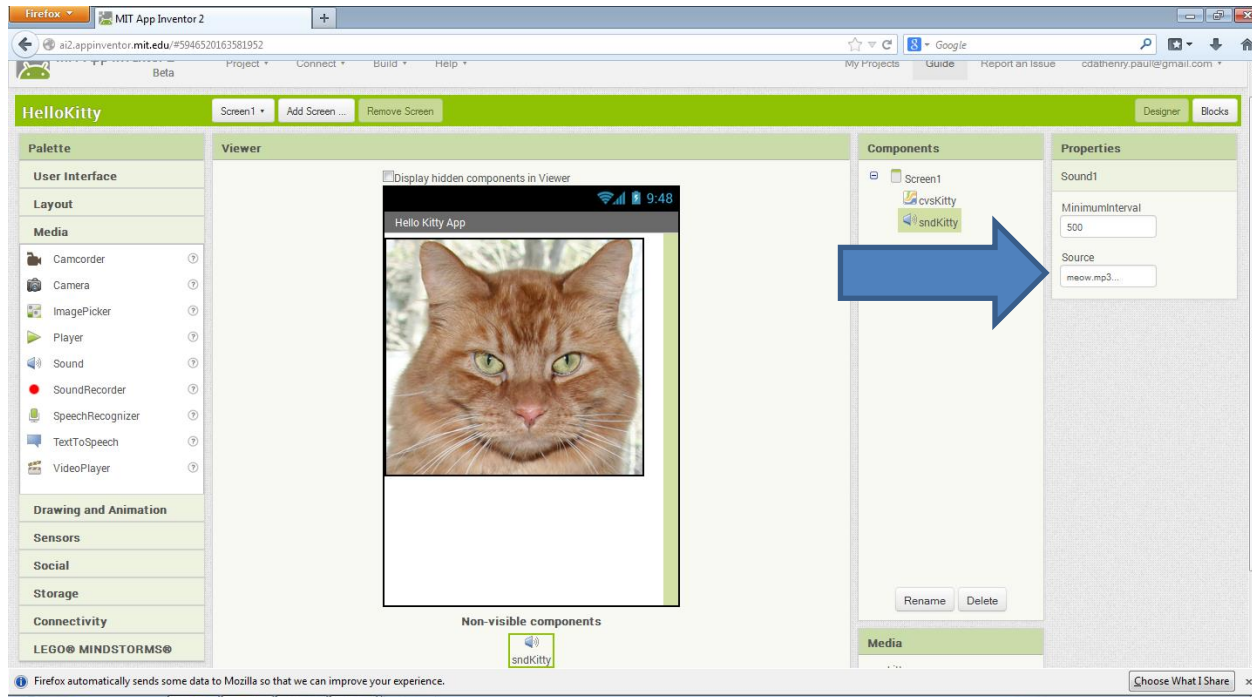 Firefox
MIT App Inventor 2
+
ai2.appinventor.mit.edu/#5946520163581952
Google
Beta
Project
Connect
Build
Help
My Projects
Guide
Report an Issue
cdathenry.paul@gmail.com
HelloKitty
Screen1
Add Screen ...
Remove Screen
Designer
Blocks
Palette
User Interface
Layout
Media
Camcorder
Camera
ImagePicker
Player
Sound
SoundRecorder
SpeechRecognizer
TextToSpeech
VideoPlayer
Drawing and Animation
Sensors
Social
Storage
Connectivity
LEGO® MINDSTORMS®
Viewer
Display hidden components in Viewer
9:48
Hello Kitty App
Non-visible components
sndKitty
Components
Screen1
cvsKitty
sndKitty
Rename
Delete
Media
Properties
Sound1
MinimumInterval
500
Source
meow.mp3...
Firefox automatically sends some data to Mozilla so that we can improve your experience.
Choose What I Share